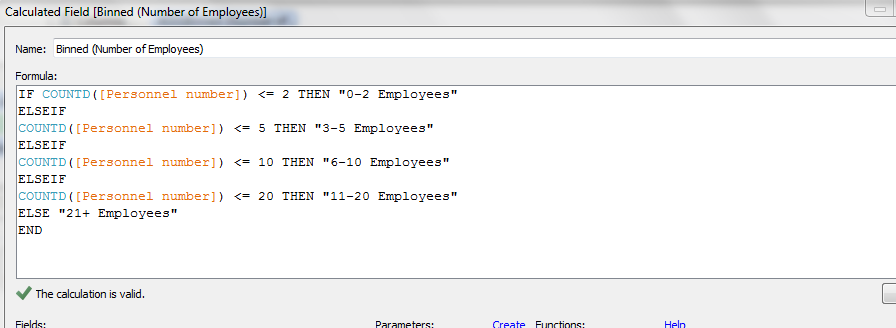 Calculated Field [Binned (Number of Employees)]
Name: Binned (Number of Employees)
Formula:
IF COUNTD([Personnel number]) <= 2 THEN "0-2 Employees"
ELSEIF
COUNTD([Personnel number]) <= 5 THEN "3-5 Employees"
ELSEIF
COUNTD([Personnel number]) <= 10 THEN "6-10 Employees"
ELSEIF
COUNTD([Personnel number]) <= 20 THEN "11-20 Employees"
ELSE "21+ Employees"
END
The calculation is valid.
Fields: Parameters: Create Functions: Help